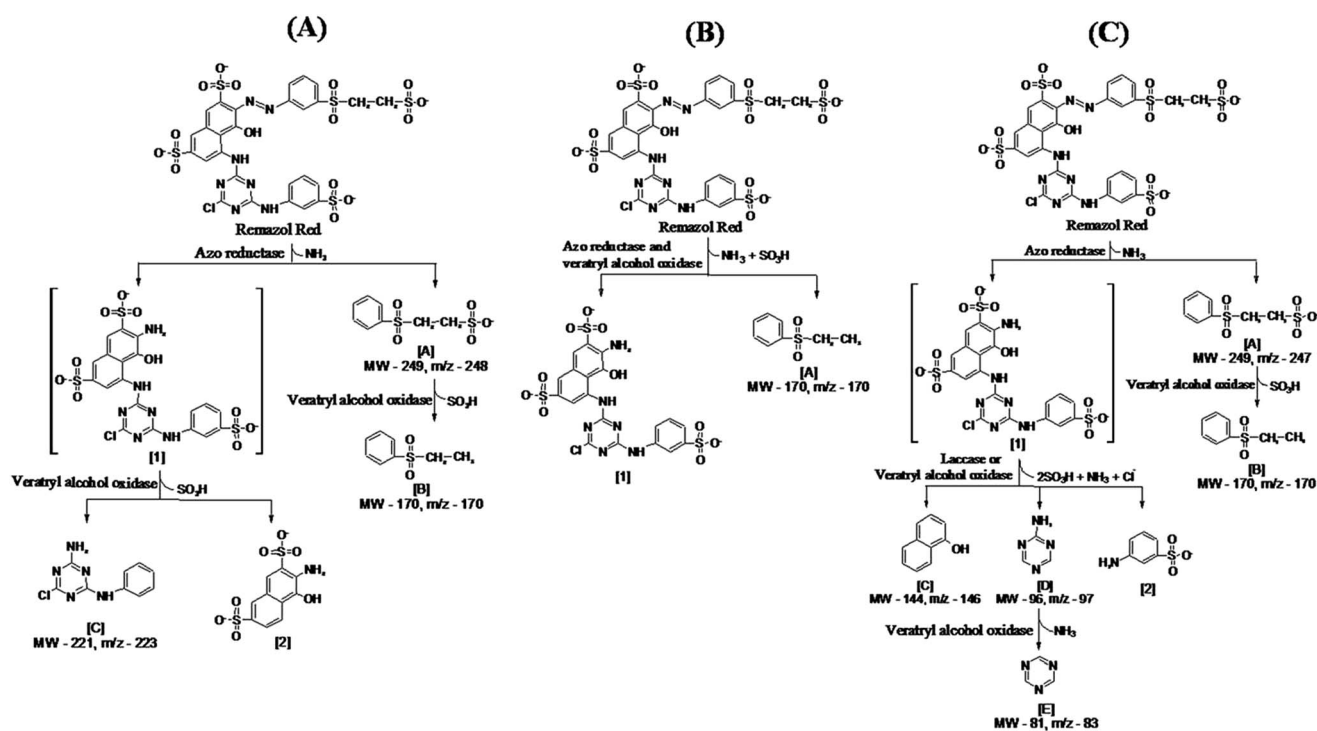 (A)
Remazol Red
Azo reductase
NH₃
[1]
[A]
MW - 249, m/z - 248
Veratryl alcohol oxidase
SO₃H
[B]
MW - 170, m/z - 170
Veratryl alcohol oxidase
SO₃H
[C]
MW - 221, m/z - 223
[2]
(B)
Remazol Red
Azo reductase and
veratryl alcohol oxidase
NH₃ + SO₃H
[1]
[A]
MW - 170, m/z - 170
(C)
Remazol Red
Azo reductase
NH₃
[1]
[A]
MW - 249, m/z - 247
Veratryl alcohol oxidase
SO₃H
[B]
MW - 170, m/z - 170
Laccase or
Veratryl alcohol oxidase
2SO₃H + NH₃ + Cl⁻
[C]
MW - 144, m/z - 146
[D]
MW - 96, m/z - 97
[2]
Veratryl alcohol oxidase
NH₃
[E]
MW - 81, m/z - 83